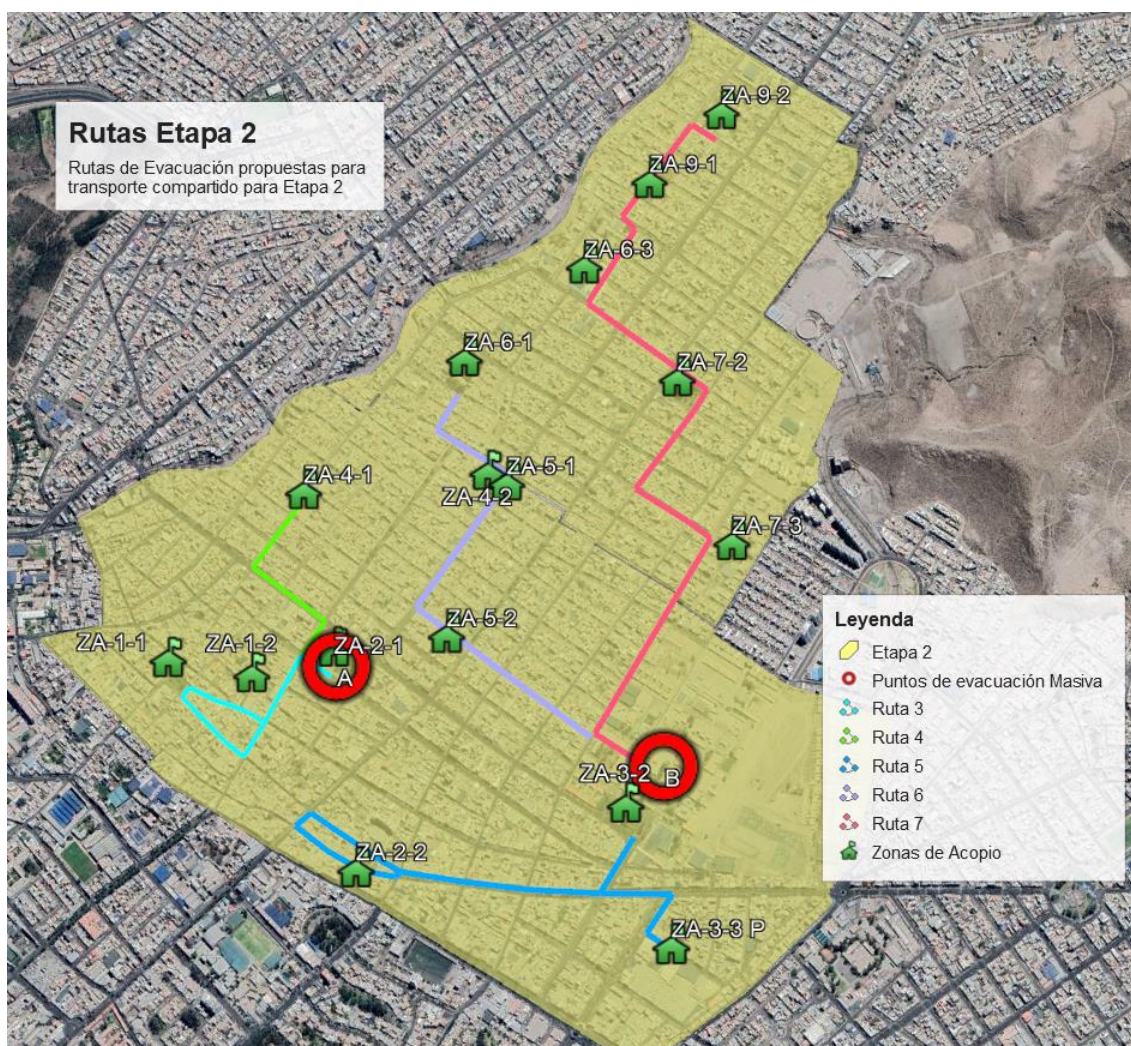 Rutas Etapa 2
Rutas de Evacuación propuestas para
transporte compartido para Etapa 2
ZA-9-2
ZA-9-1
ZA-6-3
ZA-6-1
ZA-7-2
ZA-5-1
ZA-4-1
ZA-4-2
ZA-7-3
ZA-5-2
ZA-1-1
ZA-1-2
ZA-2-1
A
ZA-3-2
B
ZA-2-2
ZA-3-3 P
Leyenda
Etapa 2
Puntos de evacuación Masiva
Ruta 3
Ruta 4
Ruta 5
Ruta 6
Ruta 7
Zonas de Acopio